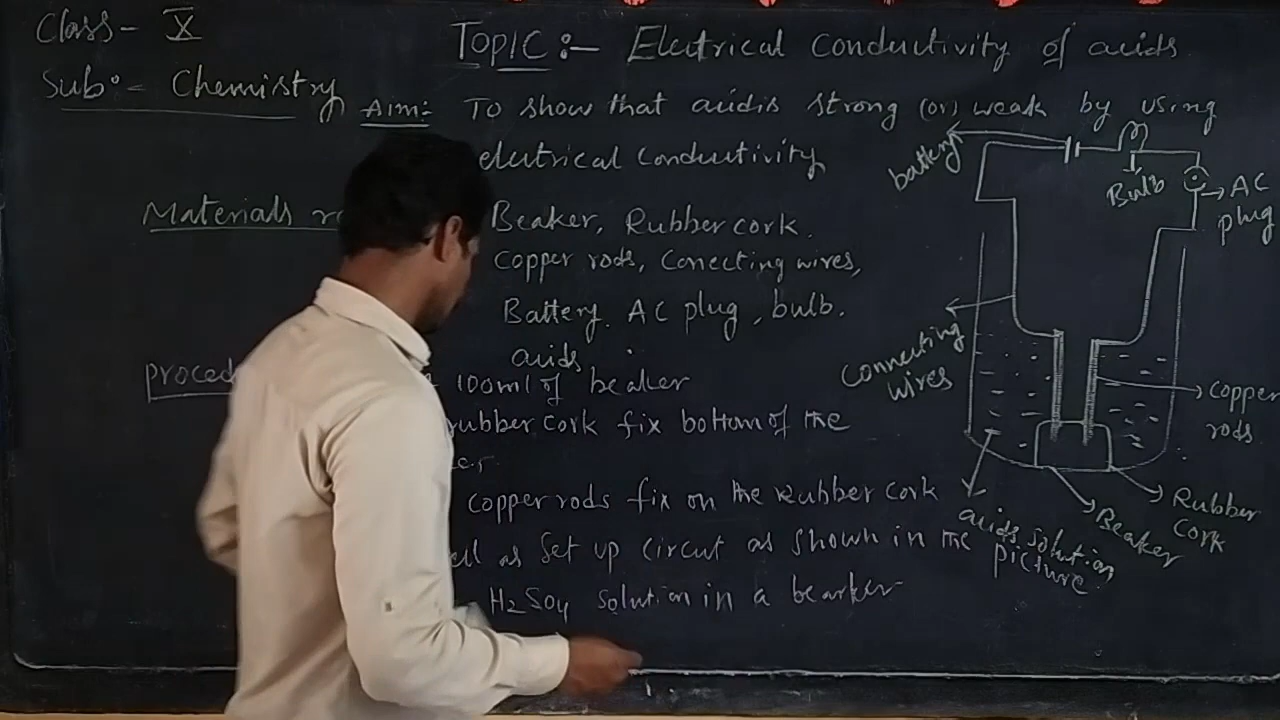 Class - X
Sub: - Chemistry
Topic :- Electrical Conductivity of acids
Aim: To show that acid is strong (or) weak by using
electrical conductivity
Materials
Beaker, Rubber cork.
Copper rods, Conecting wires,
Battery. AC plug, bulb.
acids
100ml of beaker
rubber cork fix bottom of the
Copper rods fix on the Rubber Cork
as Set up circut as shown in the
picture.
H2SO4 solution in a bearker
battery
Bulb
AC
plug
Connecting
wires
Copper
rods
Rubber
Cork
Beaker
acids solution